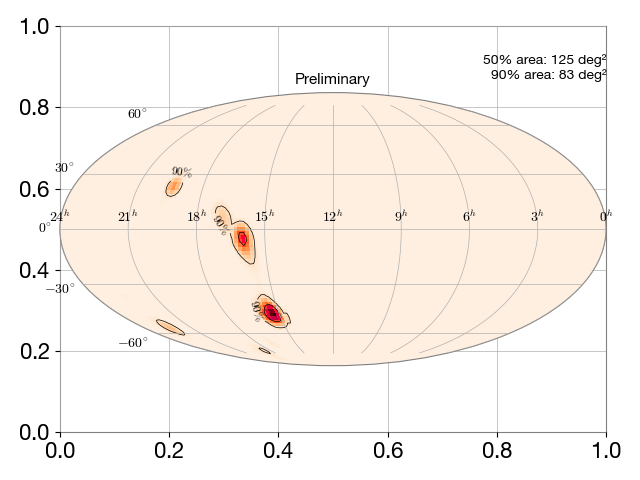 1.0
50% area: 125 deg²
90% area: 83 deg²
Preliminary
0.8
60°
30°
90%
0.6
24ʰ 21ʰ 18ʰ 15ʰ 12ʰ 9ʰ 6ʰ 3ʰ 0ʰ
90%
0°
0.4
−30°
90%
−60°
0.2
0.0
0.0 0.2 0.4 0.6 0.8 1.0